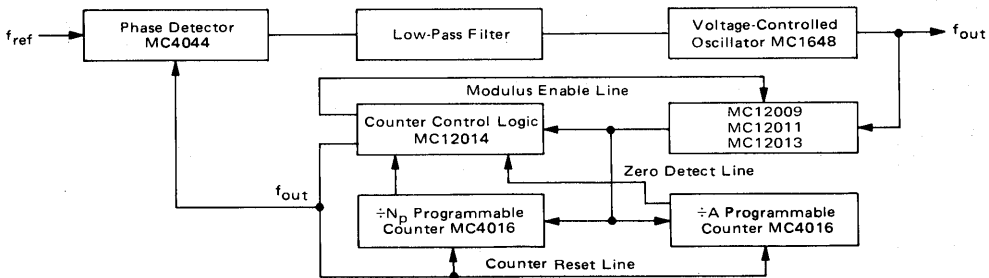 f_ref
Phase Detector
MC4044
Low-Pass Filter
Voltage-Controlled
Oscillator MC1648
f_out
Modulus Enable Line
Counter Control Logic
MC12014
MC12009
MC12011
MC12013
Zero Detect Line
f_out
÷N_p Programmable
Counter MC4016
÷A Programmable
Counter MC4016
Counter Reset Line